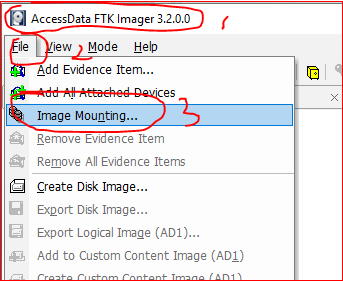 AccessData FTK Imager 3.2.0.0 1
File View Mode Help
2
Add Evidence Item...
Add All Attached Devices
Image Mounting... 3
Remove Evidence Item
Remove All Evidence Items
Create Disk Image...
Export Disk Image...
Export Logical Image (AD1)...
Add to Custom Content Image (AD1)
Create Custom Content Image (AD1)